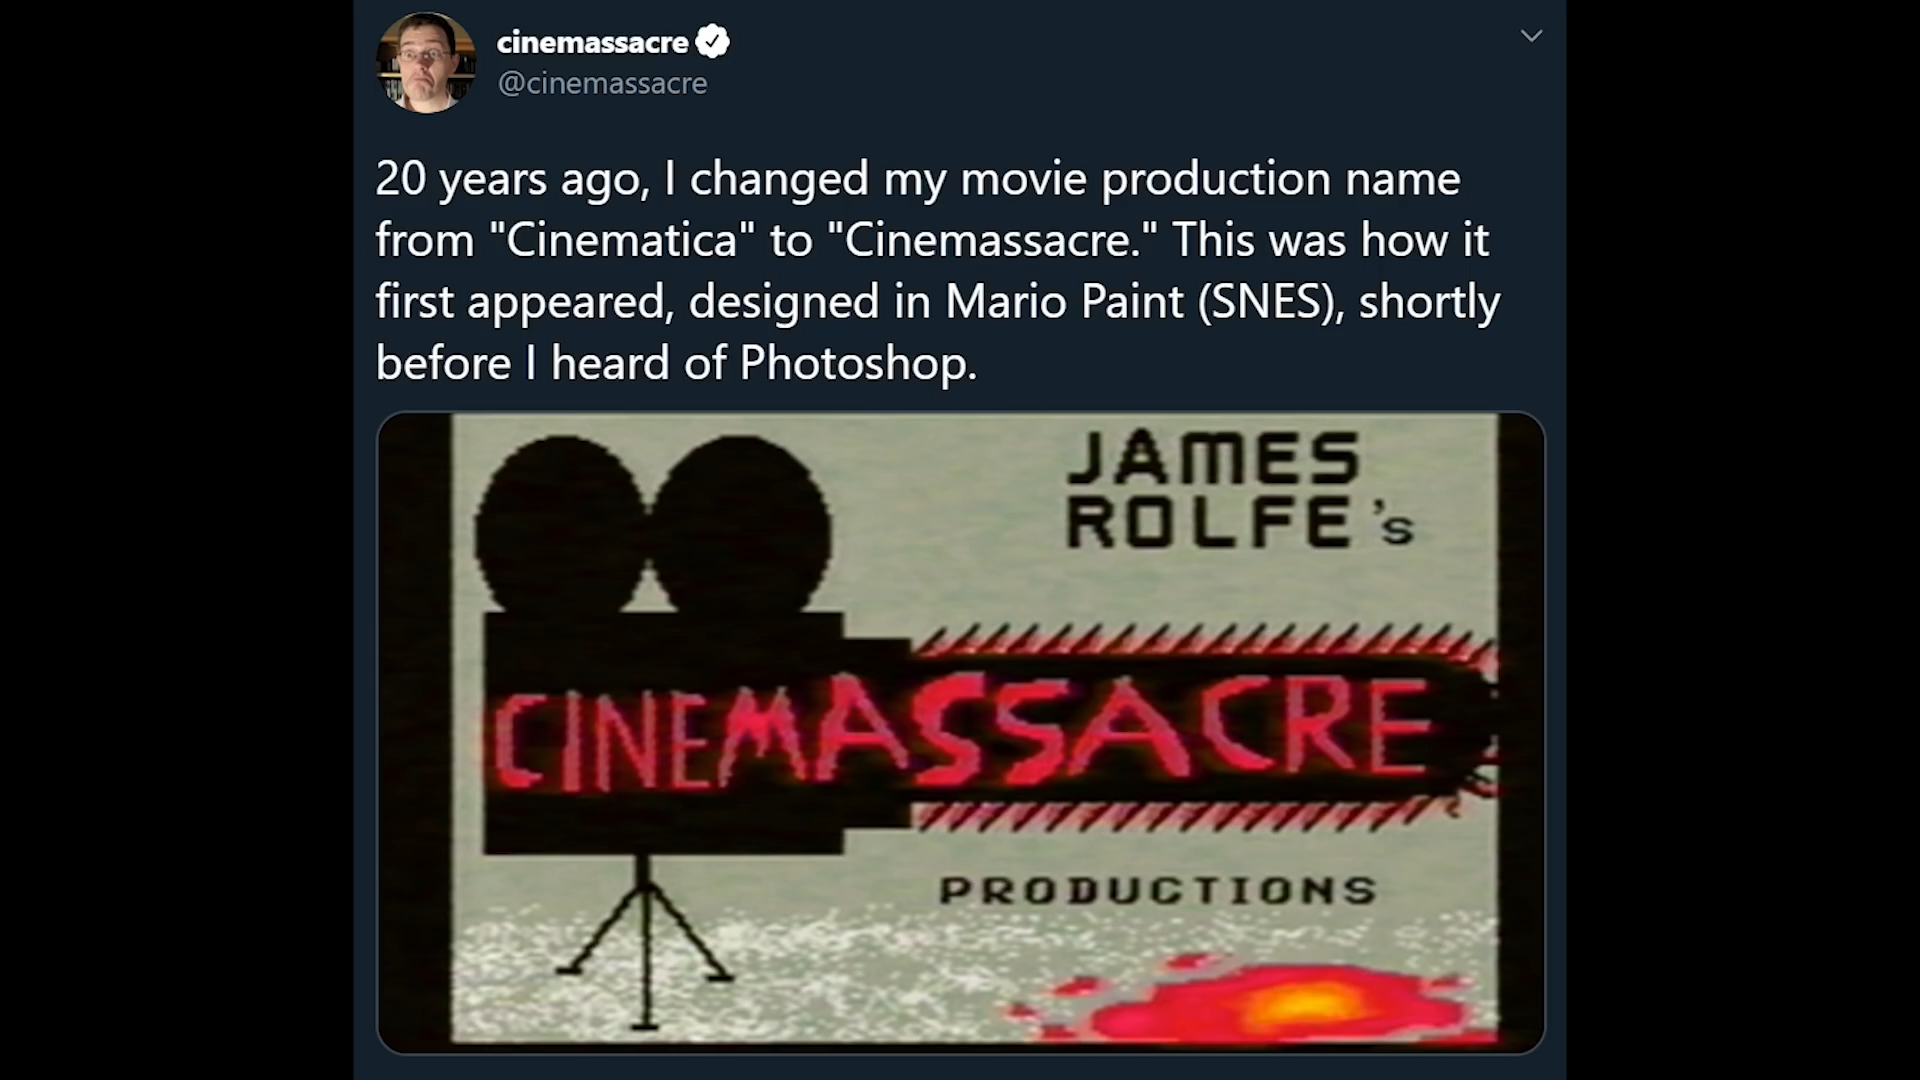 cinemassacre
@cinemassacre
20 years ago, I changed my movie production name
from "Cinematica" to "Cinemassacre." This was how it
first appeared, designed in Mario Paint (SNES), shortly
before I heard of Photoshop.
JAMES
ROLFE's
CINEMASSACRE
PRODUCTIONS